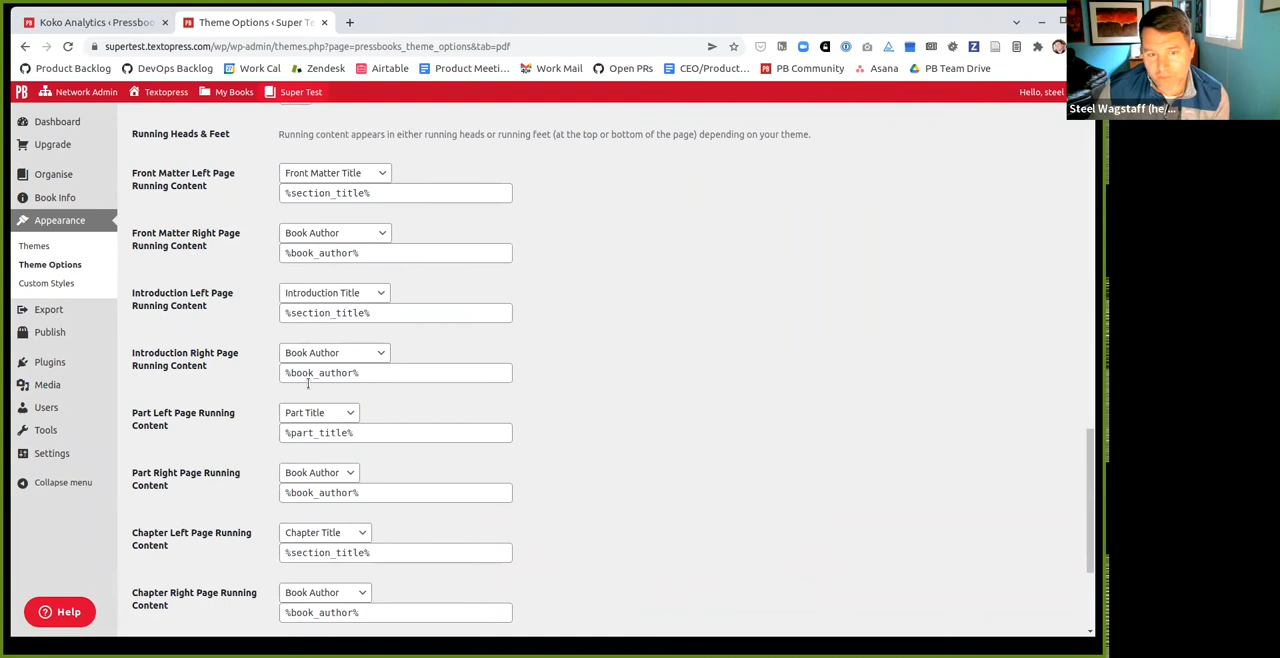 Koko Analytics ‹ Pressboo
Theme Options ‹ Super Te
supertest.textopress.com/wp/wp-admin/themes.php?page=pressbooks_theme_options&tab=pdf
Product Backlog
DevOps Backlog
Work Cal
Zendesk
Airtable
Product Meeti...
Work Mail
Open PRs
CEO/Product...
PB Community
Asana
PB Team Drive
PB
Network Admin
Textopress
My Books
Super Test
Hello, steel
Steel Wagstaff (he/...
Dashboard
Upgrade
Organise
Book Info
Appearance
Themes
Theme Options
Custom Styles
Export
Publish
Plugins
Media
Users
Tools
Settings
Collapse menu
Help
Running Heads & Feet
Running content appears in either running heads or running feet (at the top or bottom of the page) depending on your theme.
Front Matter Left Page
Running Content
Front Matter Title
%section_title%
Front Matter Right Page
Running Content
Book Author
%book_author%
Introduction Left Page
Running Content
Introduction Title
%section_title%
Introduction Right Page
Running Content
Book Author
%book_author%
Part Left Page Running
Content
Part Title
%part_title%
Part Right Page Running
Content
Book Author
%book_author%
Chapter Left Page Running
Content
Chapter Title
%section_title%
Chapter Right Page Running
Content
Book Author
%book_author%